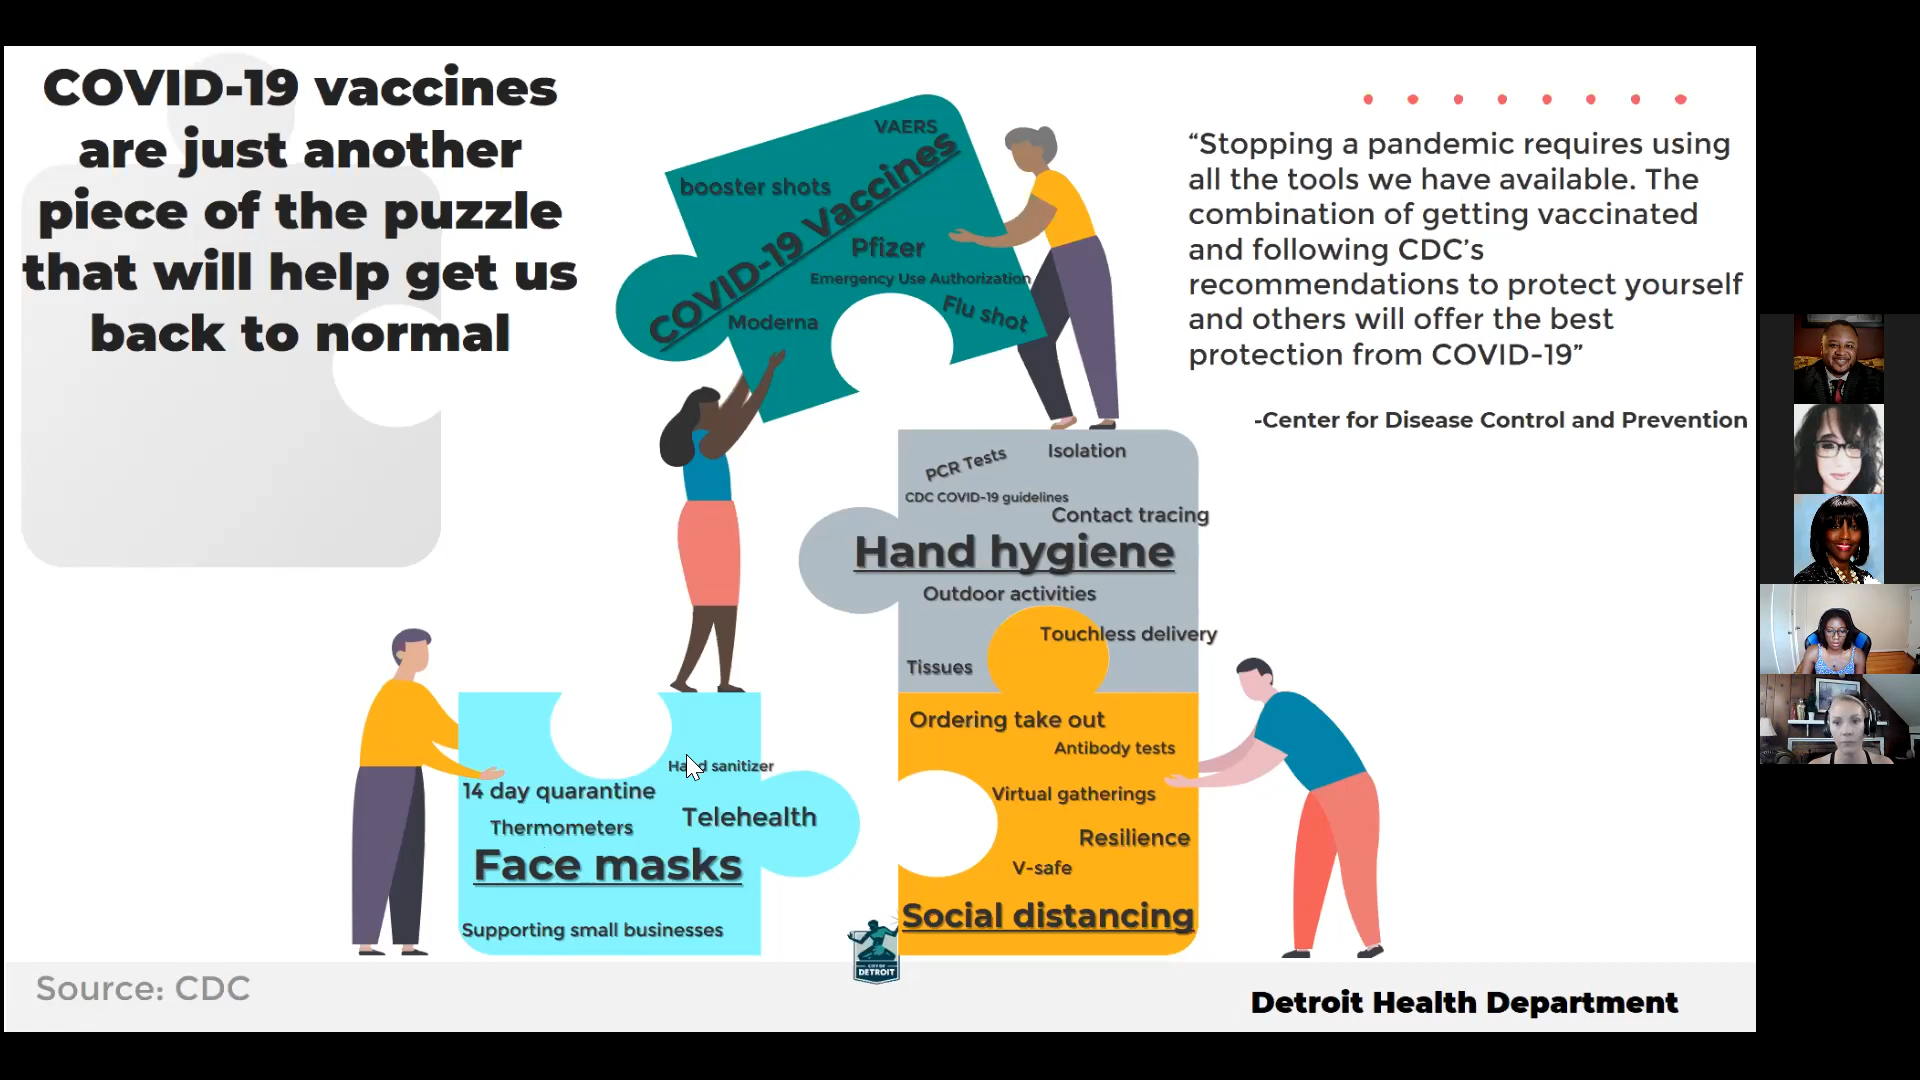 COVID-19 vaccines
are just another
piece of the puzzle
that will help get us
back to normal
VAERS
booster shots
COVID-19 Vaccines
Pfizer
Emergency Use Authorization
Flu shot
Moderna
“Stopping a pandemic requires using
all the tools we have available. The
combination of getting vaccinated
and following CDC’s
recommendations to protect yourself
and others will offer the best
protection from COVID-19”
-Center for Disease Control and Prevention
PCR Tests
Isolation
CDC COVID-19 guidelines
Contact tracing
Hand hygiene
Outdoor activities
Touchless delivery
Tissues
Ordering take out
Antibody tests
Virtual gatherings
Resilience
V-safe
Social distancing
Hand sanitizer
14 day quarantine
Telehealth
Thermometers
Face masks
Supporting small businesses
CITY OF
DETROIT
Source: CDC
Detroit Health Department